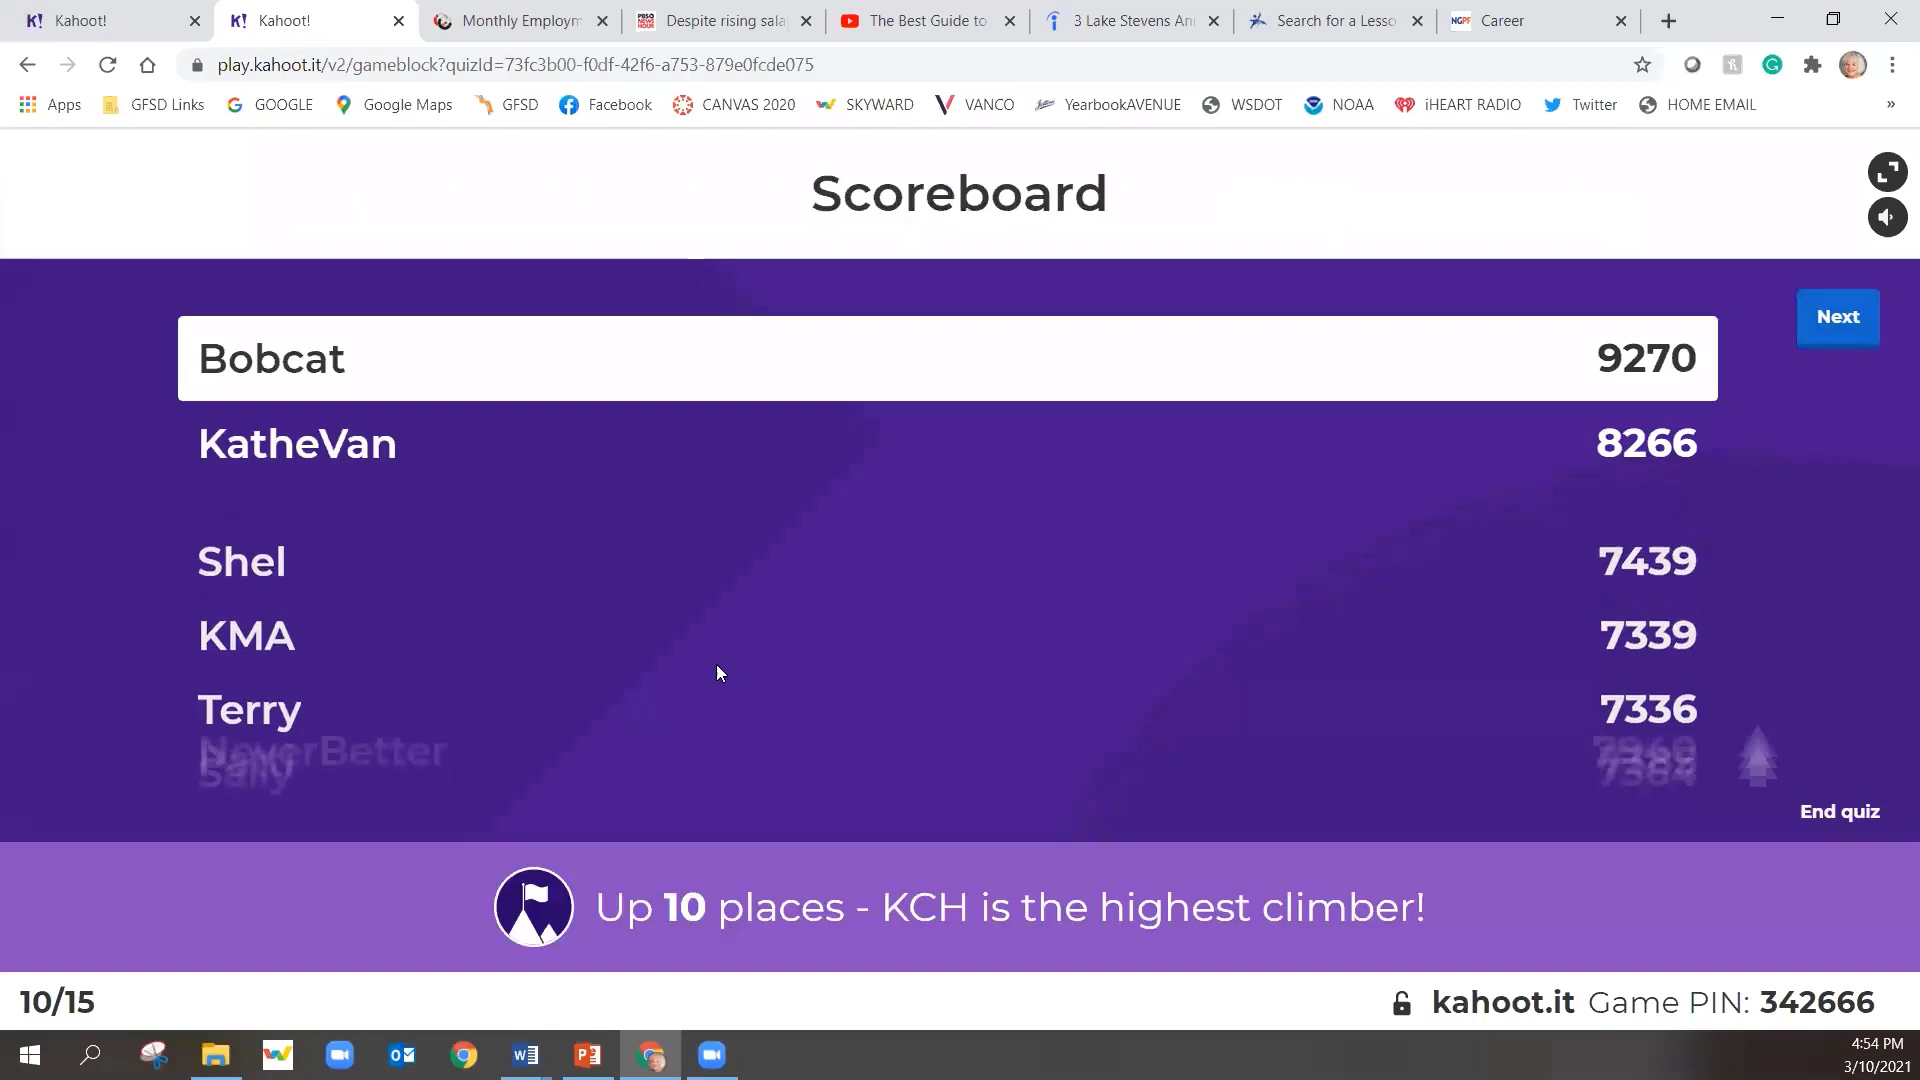 Kahoot!
Kahoot!
Monthly Employm
Despite rising sala
The Best Guide to
3 Lake Stevens An
Search for a Lesso
Career
play.kahoot.it/v2/gameblock?quizId=73fc3b00-f0df-42f6-a753-879e0fcde075
Apps GFSD Links GOOGLE Google Maps GFSD Facebook CANVAS 2020 SKYWARD VANCO YearbookAVENUE WSDOT NOAA iHEART RADIO Twitter HOME EMAIL »
Scoreboard
Next
Bobcat 9270
KatheVan 8266
Shel 7439
KMA 7339
Terry 7336
NeverBetter
Sally 7364
End quiz
Up 10 places - KCH is the highest climber!
10/15
kahoot.it Game PIN: 342666
4:54 PM
3/10/2021